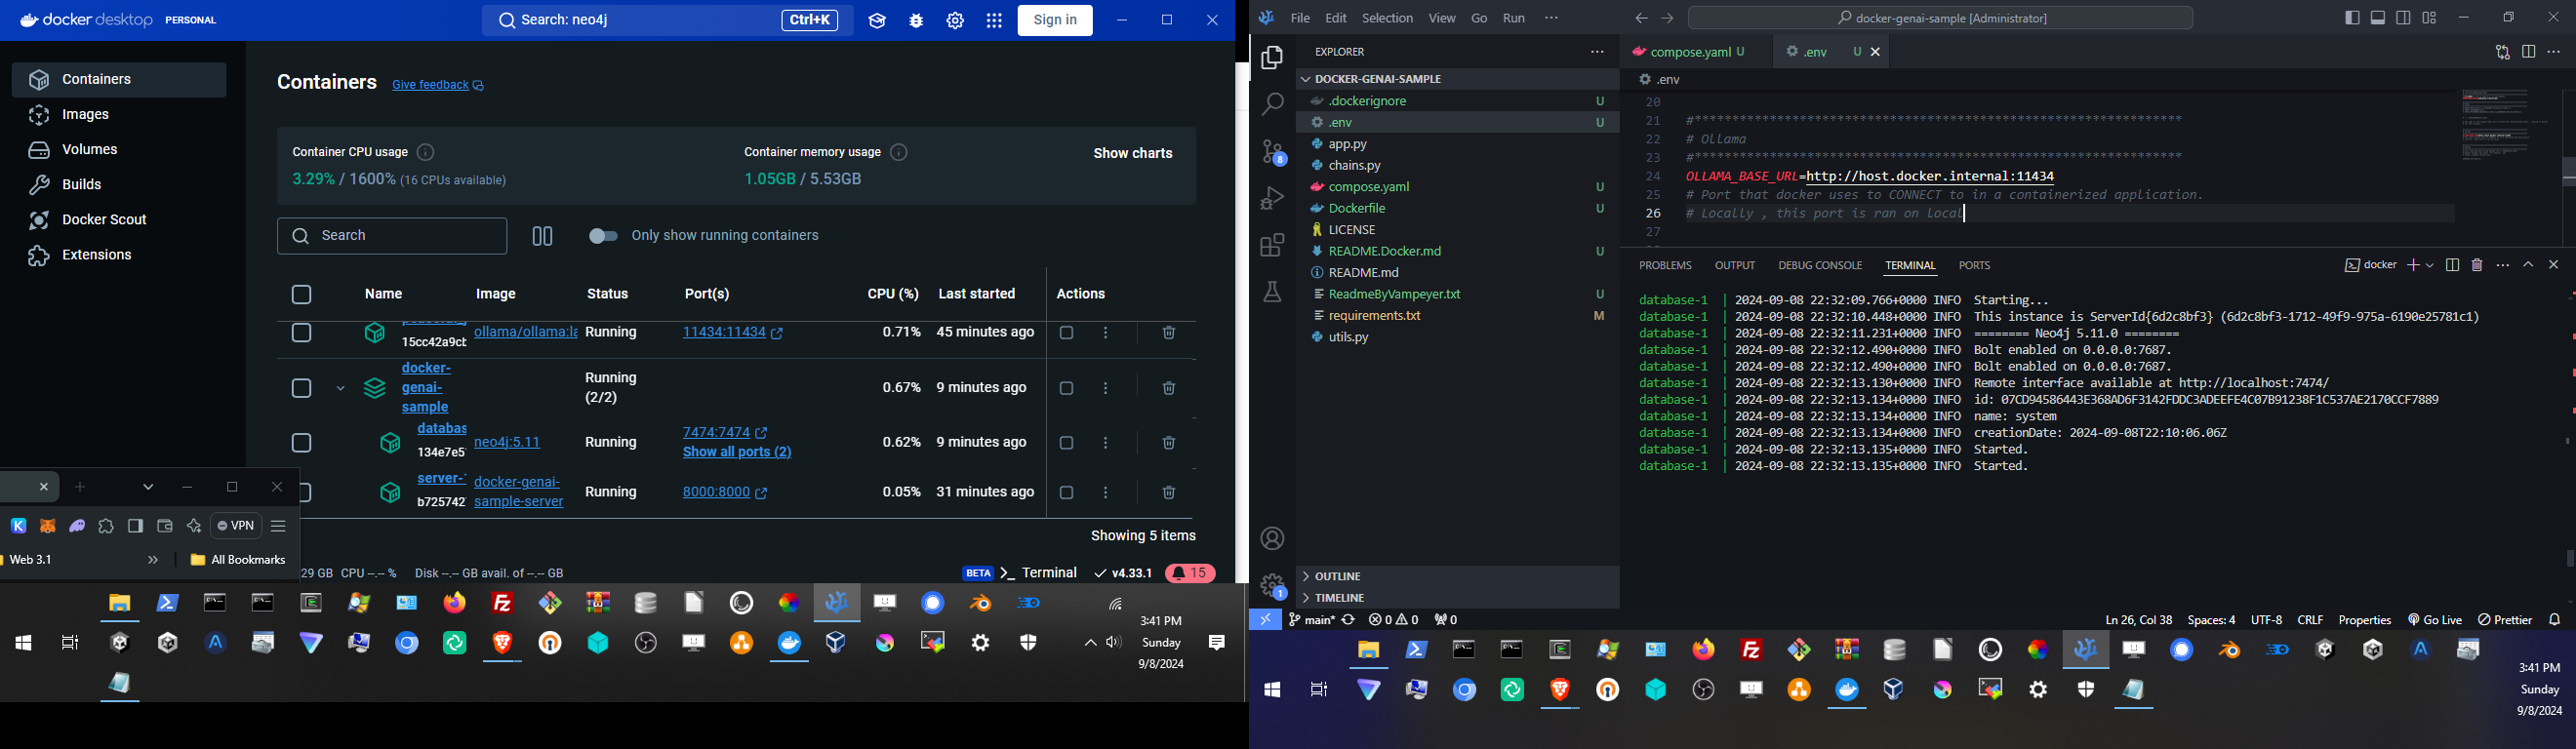 docker desktop PERSONAL
Search: neo4j Ctrl+K
Sign in
Containers
Images
Volumes
Builds
Docker Scout
Extensions
Containers Give feedback
Container CPU usage
3.29% / 1600% (16 CPUs available)
Container memory usage
1.05GB / 5.53GB
Show charts
Search
Only show running containers
Name Image Status Port(s) CPU (%) Last started Actions
15cc42a9cb ollama/ollama:la Running 11434:11434 0.71% 45 minutes ago
docker-
genai-
sample
Running
(2/2)
0.67% 9 minutes ago
databas
134e7e5
neo4j:5.11 Running
7474:7474
Show all ports (2)
0.62% 9 minutes ago
server-
b725742
docker-genai-
sample-server
Running 8000:8000 0.05% 31 minutes ago
Showing 5 items
VPN
Web 3.1 » All Bookmarks
29 GB CPU --.-- % Disk --.-- GB avail. of --.-- GB
BETA Terminal v4.33.1 15
3:41 PM
Sunday
9/8/2024
File Edit Selection View Go Run ···
docker-genai-sample [Administrator]
EXPLORER
DOCKER-GENAI-SAMPLE
.dockerignore U
.env U
app.py
chains.py
compose.yaml U
Dockerfile U
LICENSE
README.Docker.md U
README.md
ReadmeByVampeyer.txt U
requirements.txt M
utils.py
OUTLINE
TIMELINE
8
1
compose.yaml U
.env U
.env
20
21 #*************************************************************
22 # Ollama
23 #*************************************************************
24 OLLAMA_BASE_URL=http://host.docker.internal:11434
25 # Port that docker uses to CONNECT to in a containerized application.
26 # Locally , this port is ran on local
27
PROBLEMS OUTPUT DEBUG CONSOLE TERMINAL PORTS
docker
database-1 | 2024-09-08 22:32:09.766+0000 INFO Starting...
database-1 | 2024-09-08 22:32:10.448+0000 INFO This instance is ServerId{6d2c8bf3} (6d2c8bf3-1712-49f9-975a-6190e25781c1)
database-1 | 2024-09-08 22:32:11.231+0000 INFO ======== Neo4j 5.11.0 ========
database-1 | 2024-09-08 22:32:12.490+0000 INFO Bolt enabled on 0.0.0.0:7687.
database-1 | 2024-09-08 22:32:12.490+0000 INFO Bolt enabled on 0.0.0.0:7687.
database-1 | 2024-09-08 22:32:13.130+0000 INFO Remote interface available at http://localhost:7474/
database-1 | 2024-09-08 22:32:13.134+0000 INFO id: 07CD94586443E368AD6F3142FDDC3ADEEFE4C07B91238F1C537AE2170CCF7889
database-1 | 2024-09-08 22:32:13.134+0000 INFO name: system
database-1 | 2024-09-08 22:32:13.134+0000 INFO creationDate: 2024-09-08T22:10:06.06Z
database-1 | 2024-09-08 22:32:13.135+0000 INFO Started.
database-1 | 2024-09-08 22:32:13.135+0000 INFO Started.
main* 0 0 0
Ln 26, Col 38 Spaces: 4 UTF-8 CRLF Properties Go Live Prettier
3:41 PM
Sunday
9/8/2024